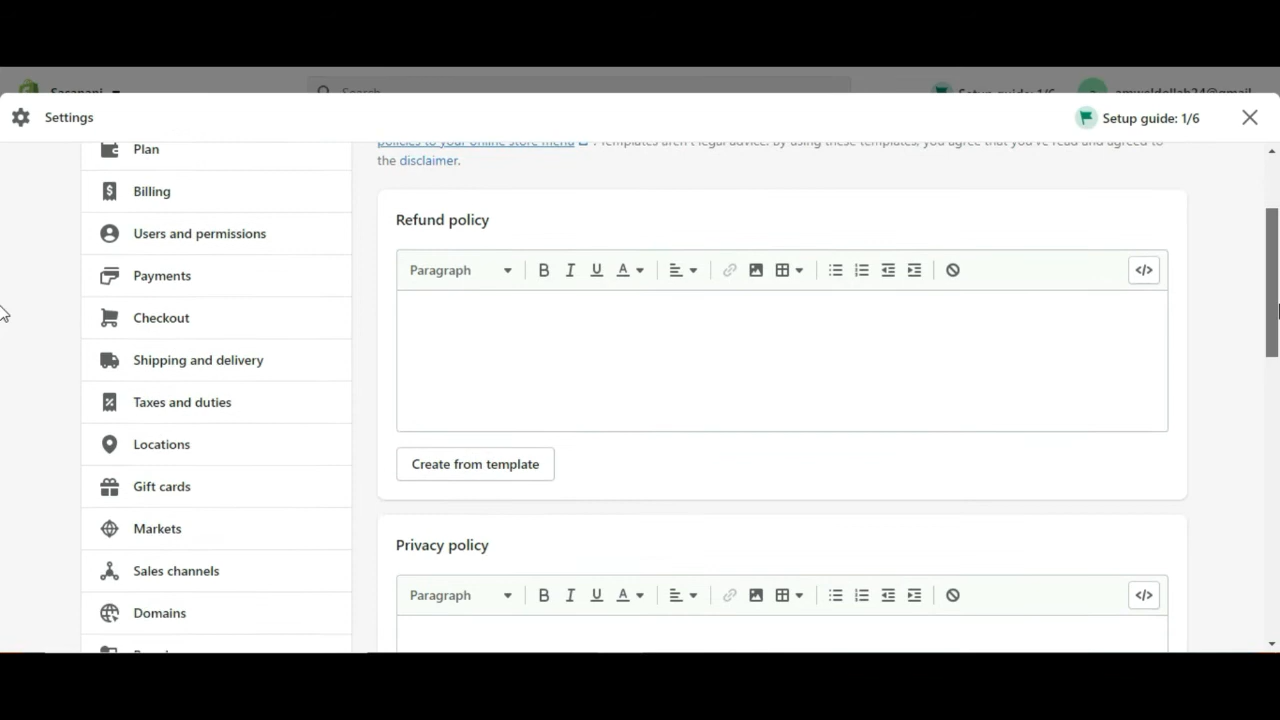 Sasanani
Search
Setup guide: 1/6
Settings
Setup guide: 1/6
Plan
Billing
Users and permissions
Payments
Checkout
Shipping and delivery
Taxes and duties
Locations
Gift cards
Markets
Sales channels
Domains
policies to your online store menu . Templates aren't legal advice. By using these templates, you agree that you've read and agreed to
the disclaimer.
Refund policy
Paragraph B I U A </>
Create from template
Privacy policy
Paragraph B I U A </>